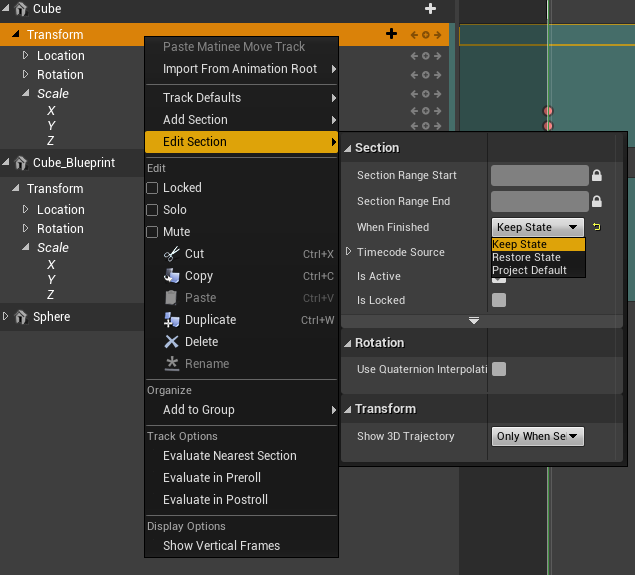 Cube
Transform
Location
Rotation
Scale
X
Y
Z
Cube_Blueprint
Transform
Location
Rotation
Scale
X
Y
Z
Sphere
Paste Matinee Move Track
Import From Animation Root
Track Defaults
Add Section
Edit Section
Edit
Locked
Solo
Mute
Cut Ctrl+X
Copy Ctrl+C
Paste Ctrl+V
Duplicate Ctrl+W
Delete
Rename
Organize
Add to Group
Track Options
Evaluate Nearest Section
Evaluate in Preroll
Evaluate in Postroll
Display Options
Show Vertical Frames
Section
Section Range Start
Section Range End
When Finished Keep State
Keep State
Restore State
Project Default
Timecode Source
Is Active
Is Locked
Rotation
Use Quaternion Interpolati
Transform
Show 3D Trajectory Only When Se